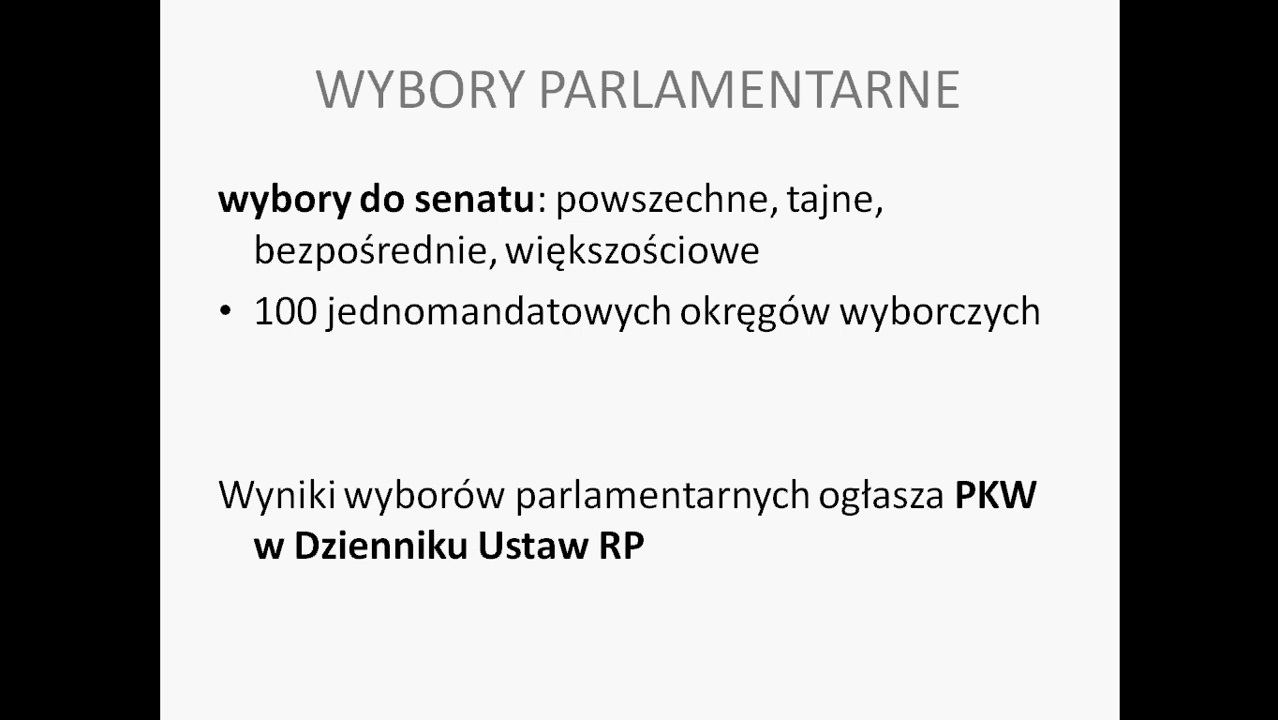 WYBORY PARLAMENTARNE
wybory do senatu: powszechne, tajne,
bezpośrednie, większościowe
• 100 jednomandatowych okręgów wyborczych
Wyniki wyborów parlamentarnych ogłasza PKW
w Dzienniku Ustaw RP